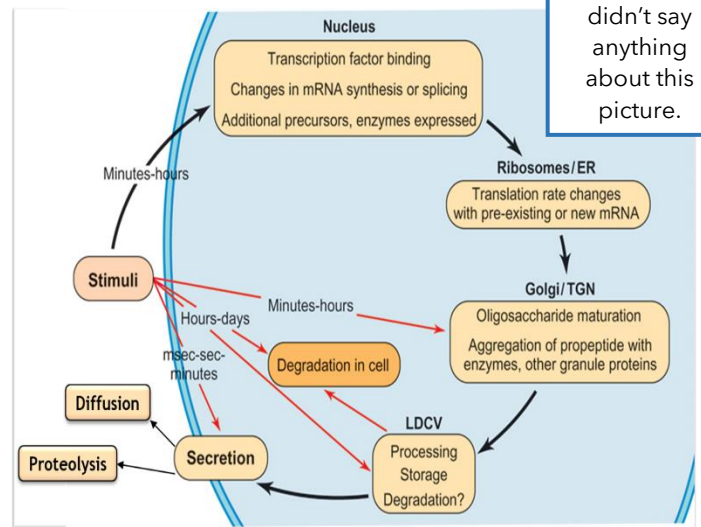 didn't say
anything
about this
picture.
Nucleus
Transcription factor binding
Changes in mRNA synthesis or splicing
Additional precursors, enzymes expressed
Minutes-hours
Ribosomes/ER
Translation rate changes
with pre-existing or new mRNA
Stimuli
Golgi/TGN
Minutes-hours
Oligosaccharide maturation
Aggregation of propeptide with
enzymes, other granule proteins
Hours-days
msec-sec-
minutes
Degradation in cell
Diffusion
LDCV
Processing
Storage
Degradation?
Secretion
Proteolysis